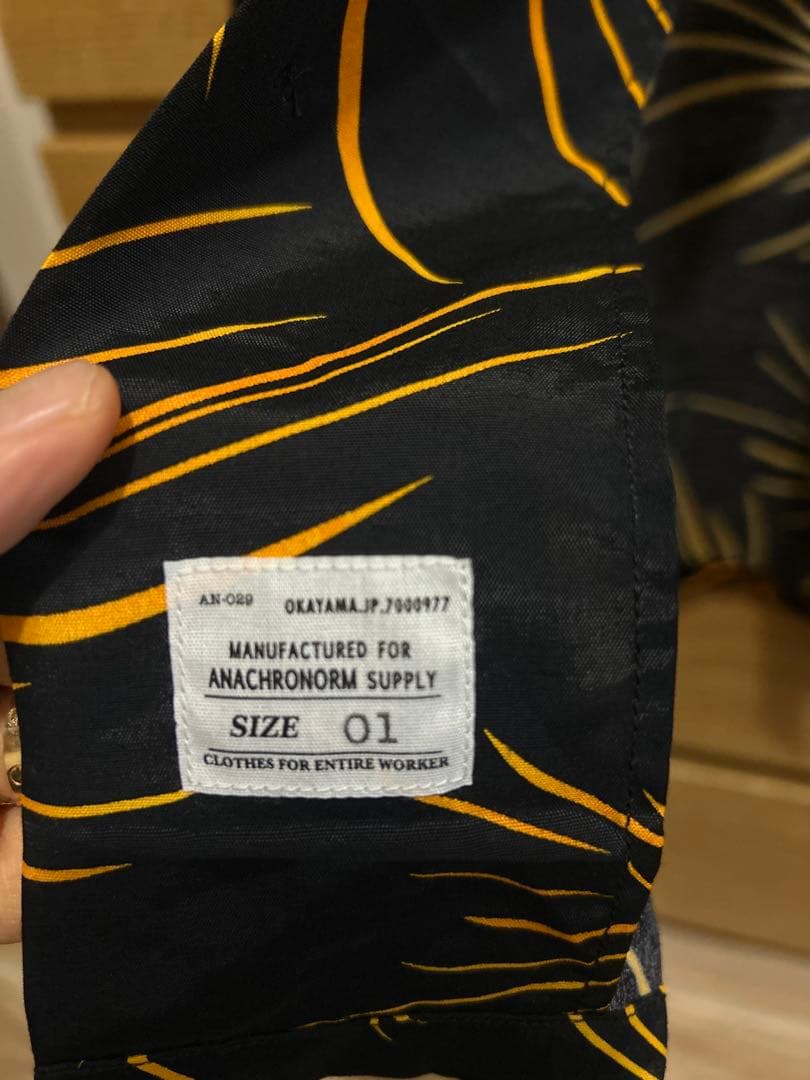 AN-029 OKAYAMA.JP.7000977
MANUFACTURED FOR
ANACHRONORM SUPPLY
SIZE 01
CLOTHES FOR ENTIRE WORKER